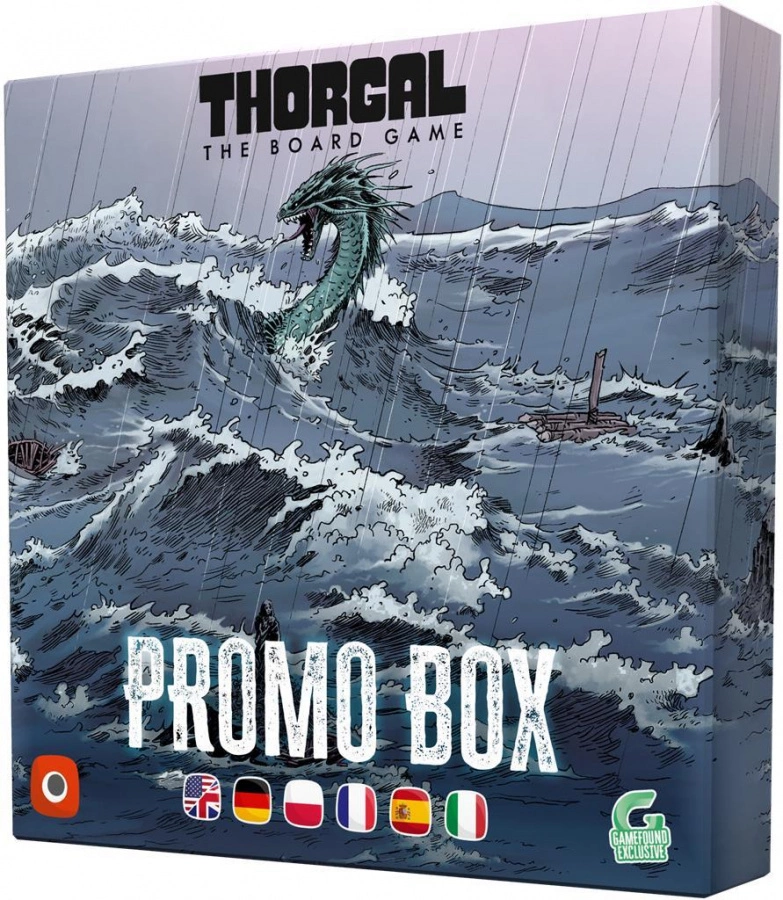 THORGAL
THE BOARD GAME
PROMO BOX
G
GAMEFOUND
EXCLUSIVE